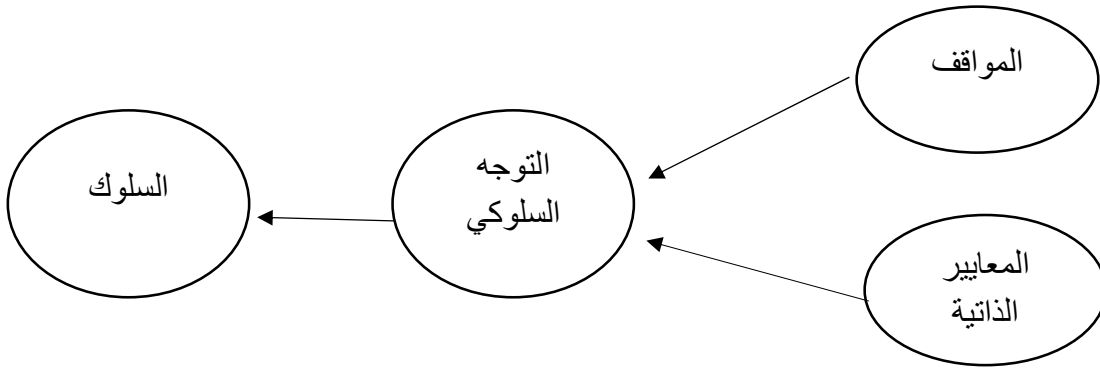 المواقف
التوجه
السلوكي
السلوك
المعايير
الذاتية